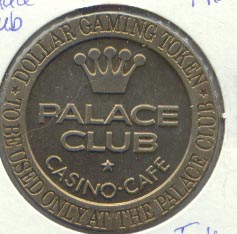 DOLLAR GAMING TOKEN
PALACE
CLUB
CASINO · CAFE
TO BE USED ONLY AT THE PALACE CLUB